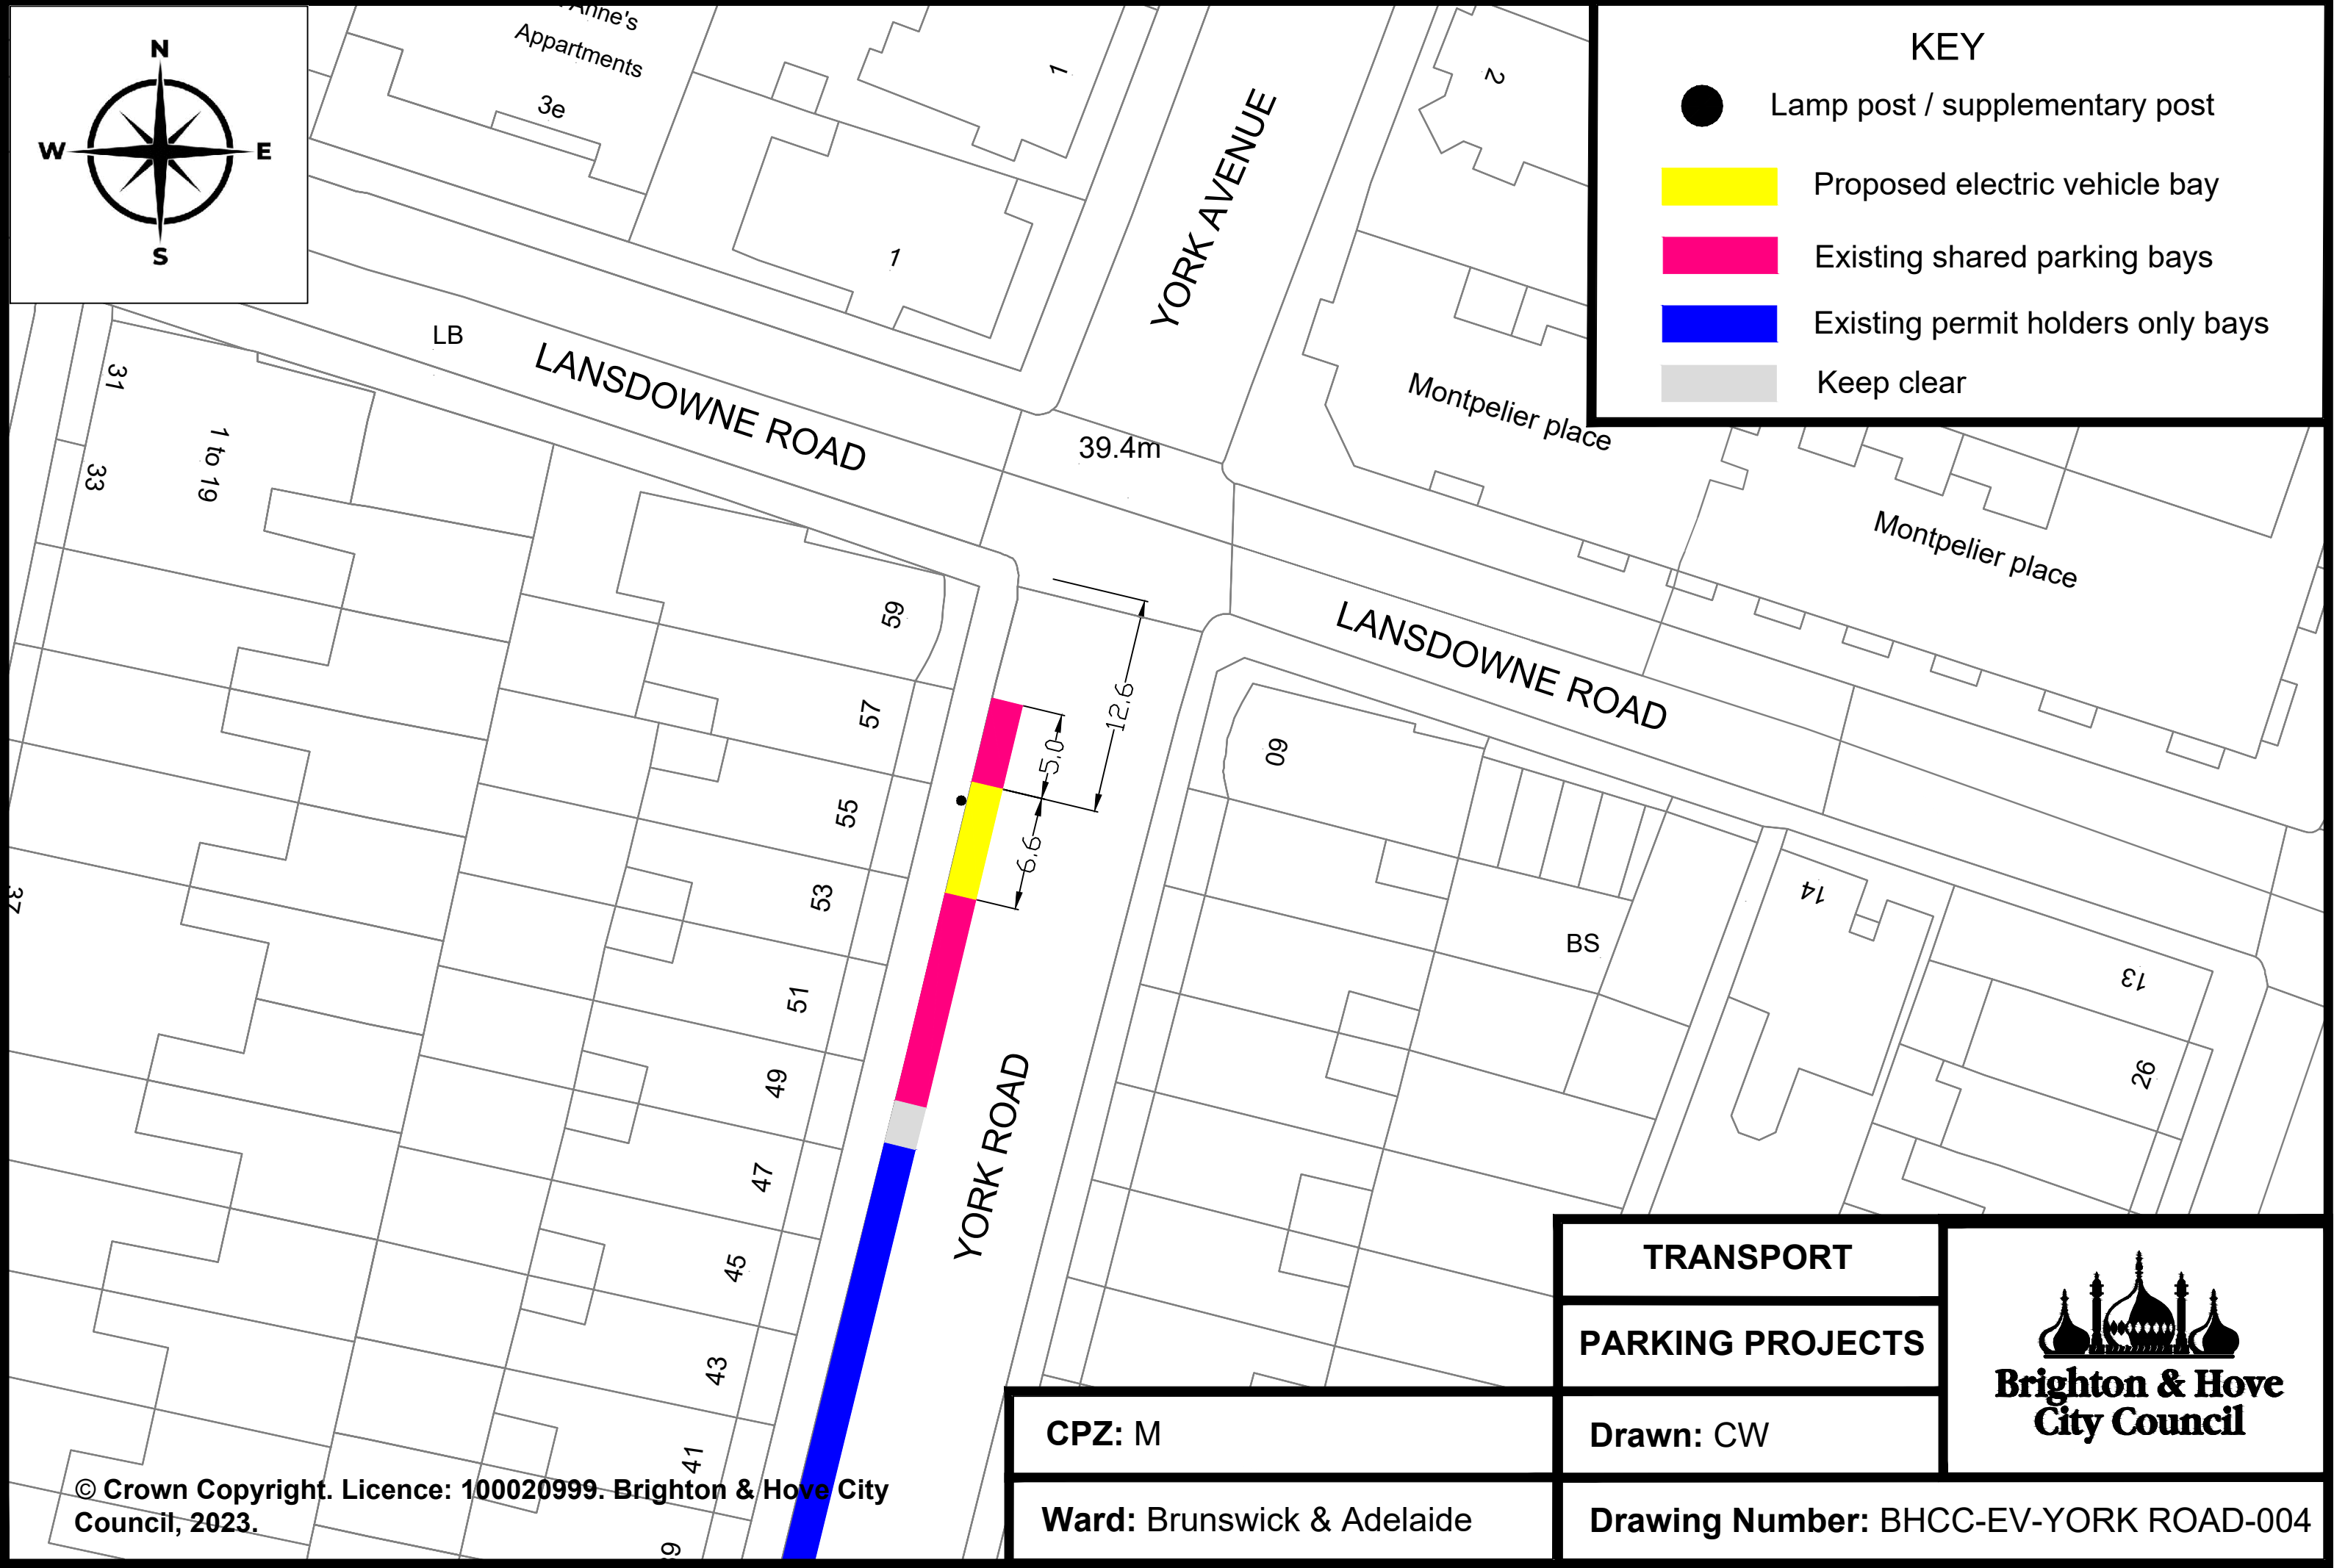 N
W E
S
Anne's
Appartments
3e
1
1
2
YORK AVENUE
KEY
Lamp post / supplementary post
Proposed electric vehicle bay
Existing shared parking bays
Existing permit holders only bays
Keep clear
LB
LANSDOWNE ROAD
39.4m
Montpelier place
Montpelier place
31
33
1 to 19
37
59
57
55
53
51
49
47
45
43
41
12.6
5.0
6.6
LANSDOWNE ROAD
60
BS
14
13
26
YORK ROAD
TRANSPORT
PARKING PROJECTS
Brighton & Hove
City Council
CPZ: M
Drawn: CW
Ward: Brunswick & Adelaide
Drawing Number: BHCC-EV-YORK ROAD-004
© Crown Copyright. Licence: 100020999. Brighton & Hove City
Council, 2023.